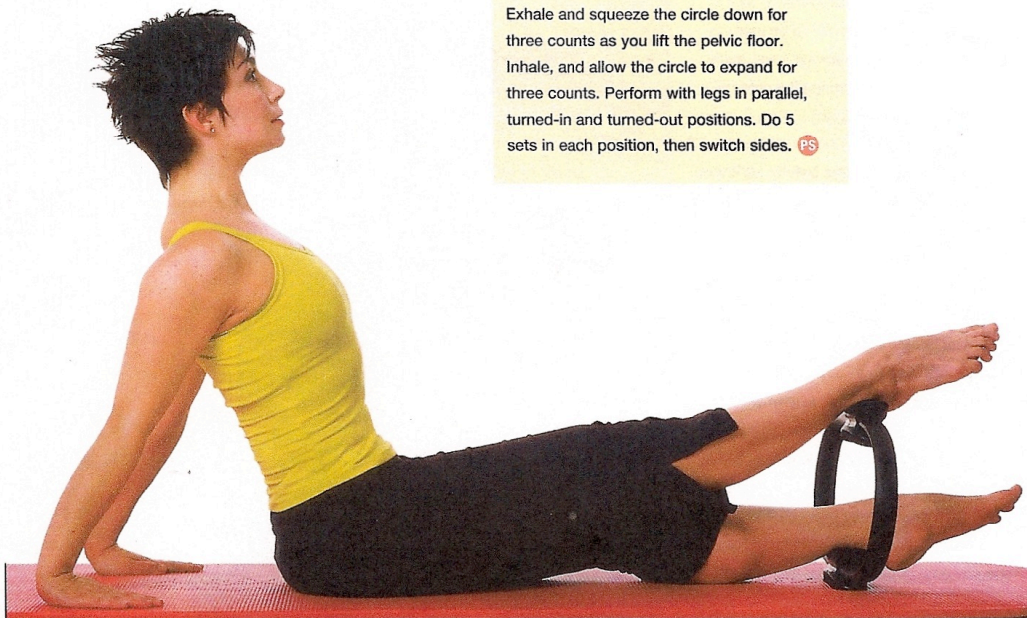 Exhale and squeeze the circle down for
three counts as you lift the pelvic floor.
Inhale, and allow the circle to expand for
three counts. Perform with legs in parallel,
turned-in and turned-out positions. Do 5
sets in each position, then switch sides. PS